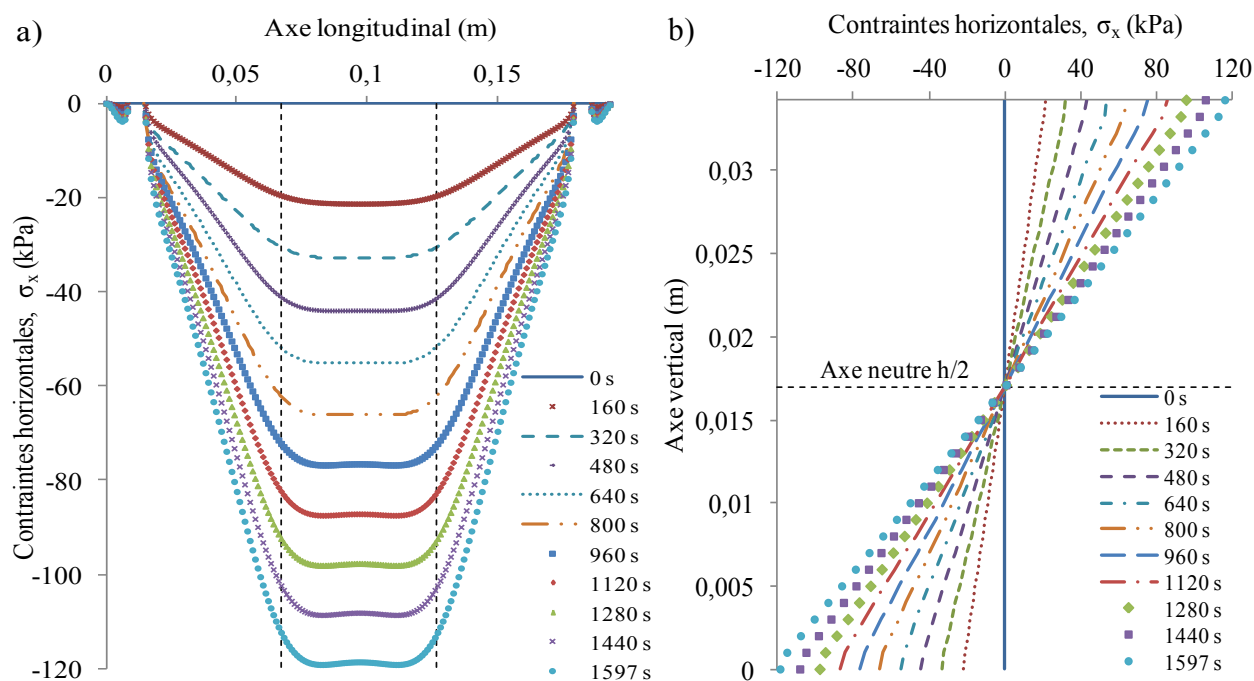 a)
Axe longitudinal (m)
0 0,05 0,1 0,15
Contraintes horizontales, σx (kPa)
0
-20
-40
-60
-80
-100
-120
0 s
160 s
320 s
480 s
640 s
800 s
960 s
1120 s
1280 s
1440 s
1597 s
b)
Contraintes horizontales, σx (kPa)
-120 -80 -40 0 40 80 120
Axe vertical (m)
0,03
0,025
0,02
0,015
0,01
0,005
0
Axe neutre h/2
0 s
160 s
320 s
480 s
640 s
800 s
960 s
1120 s
1280 s
1440 s
1597 s